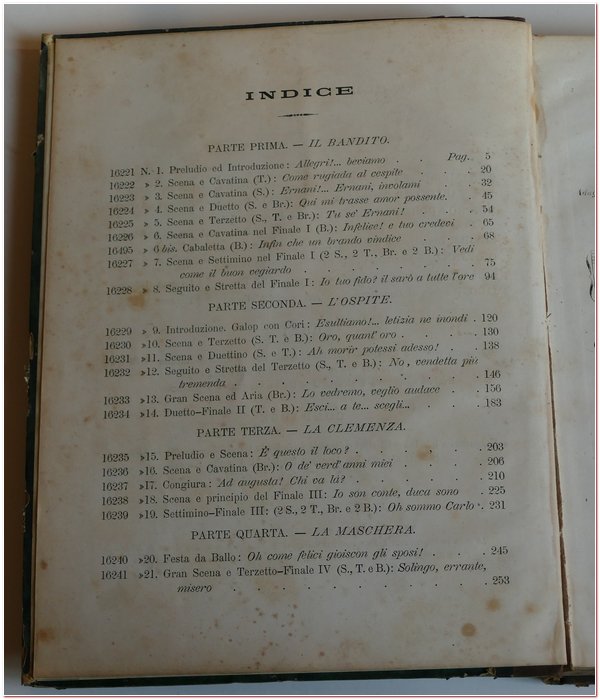 INDICE
PARTE PRIMA. — IL BANDITO.
16221 N. 1. Preludio ed Introduzione: Allegri!... beviamo . . Pag. 5
16222 » 2. Scena e Cavatina (T.): Come rugiada al cespite . . . 20
16223 » 3. Scena e Cavatina (S.): Ernani!... Ernani, involami . . 32
16224 » 4. Scena e Duetto (S. e Br.): Qui mi trasse amor possente. . 45
16225 » 5. Scena e Terzetto (S., T. e Br.): Tu se' Ernani! . . . 54
16226 » 6. Scena e Cavatina nel Finale I (B.): Infelice! e tuo credevi . 65
16495 » 6 bis. Cabaletta (B.): Infin che un brando vindice . . . 68
16227 » 7. Scena e Settimino nel Finale I (2 S., 2 T., Br. e 2 B.): Vedi
come il buon vegiardo . . . . . . . . 75
16228 » 8. Seguito e Stretta del Finale I: Io tuo fido? il sarò a tutte l'ore 94
PARTE SECONDA. — L'OSPITE.
16229 » 9. Introduzione. Galop con Cori: Esultiamo!... letizia ne inondi . 120
16230 »10. Scena e Terzetto (S. T. e B.): Oro, quant'oro . . . . 130
16231 »11. Scena e Duettino (S. e T.): Ah morir potessi adesso! . . . 138
16232 »12. Seguito e Stretta del Terzetto (S., T. e B.): No, vendetta più
tremenda . . . . . . . . . . 146
16233 »13. Gran Scena ed Aria (Br.): Lo vedremo, veglio audace . . . 156
16234 »14. Duetto-Finale II (T. e B.): Esci... a te... scegli... . . . 183
PARTE TERZA. — LA CLEMENZA.
16235 »15. Preludio e Scena: È questo il loco? . . . . . 203
16236 »16. Scena e Cavatina (Br.): O de' verd'anni miei . . . . 206
16237 »17. Congiura: Ad augusta! Chi va là? . . . . . 210
16238 »18. Scena e principio del Finale III: Io son conte, duca sono . . 225
16239 »19. Settimino-Finale III: (2 S., 2 T., Br. e 2 B.): Oh sommo Carlo . 231
PARTE QUARTA. — LA MASCHERA.
16240 »20. Festa da Ballo: Oh come felici gioiscon gli sposi! . . . 245
16241 »21. Gran Scena e Terzetto-Finale IV (S., T. e B.): Solingo, errante,
misero . . . . . . . . . . 253